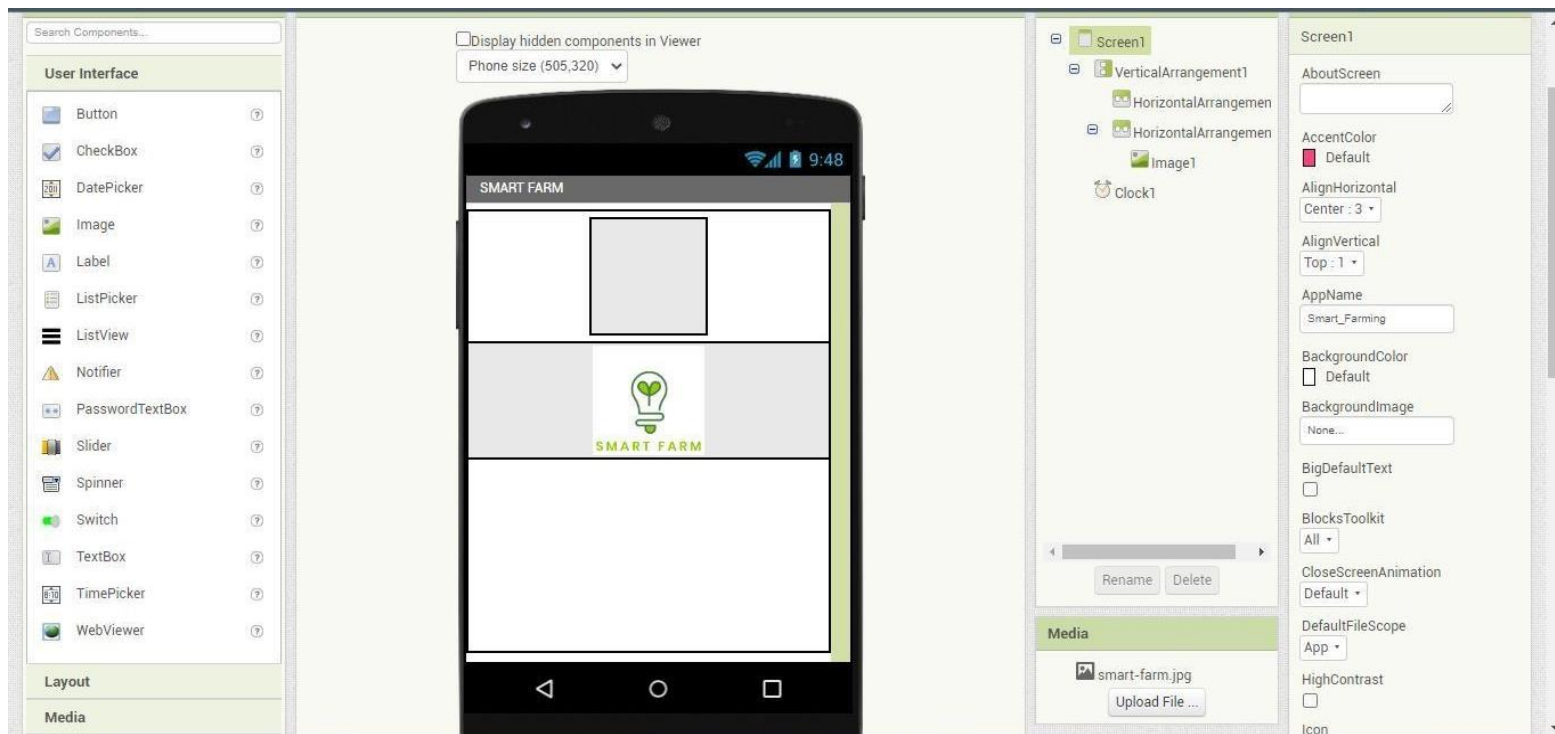 Search Components...
User Interface
Button
CheckBox
DatePicker
Image
Label
ListPicker
ListView
Notifier
PasswordTextBox
Slider
Spinner
Switch
TextBox
TimePicker
WebViewer
Layout
Media
Display hidden components in Viewer
Phone size (505,320)
9:48
SMART FARM
SMART FARM
Screen1
VerticalArrangement1
HorizontalArrangemen
HorizontalArrangemen
Image1
Clock1
Rename Delete
Media
smart-farm.jpg
Upload File ...
Screen1
AboutScreen
AccentColor
Default
AlignHorizontal
Center : 3
AlignVertical
Top : 1
AppName
Smart_Farming
BackgroundColor
Default
BackgroundImage
None...
BigDefaultText
BlocksToolkit
All
CloseScreenAnimation
Default
DefaultFileScope
App
HighContrast
Icon